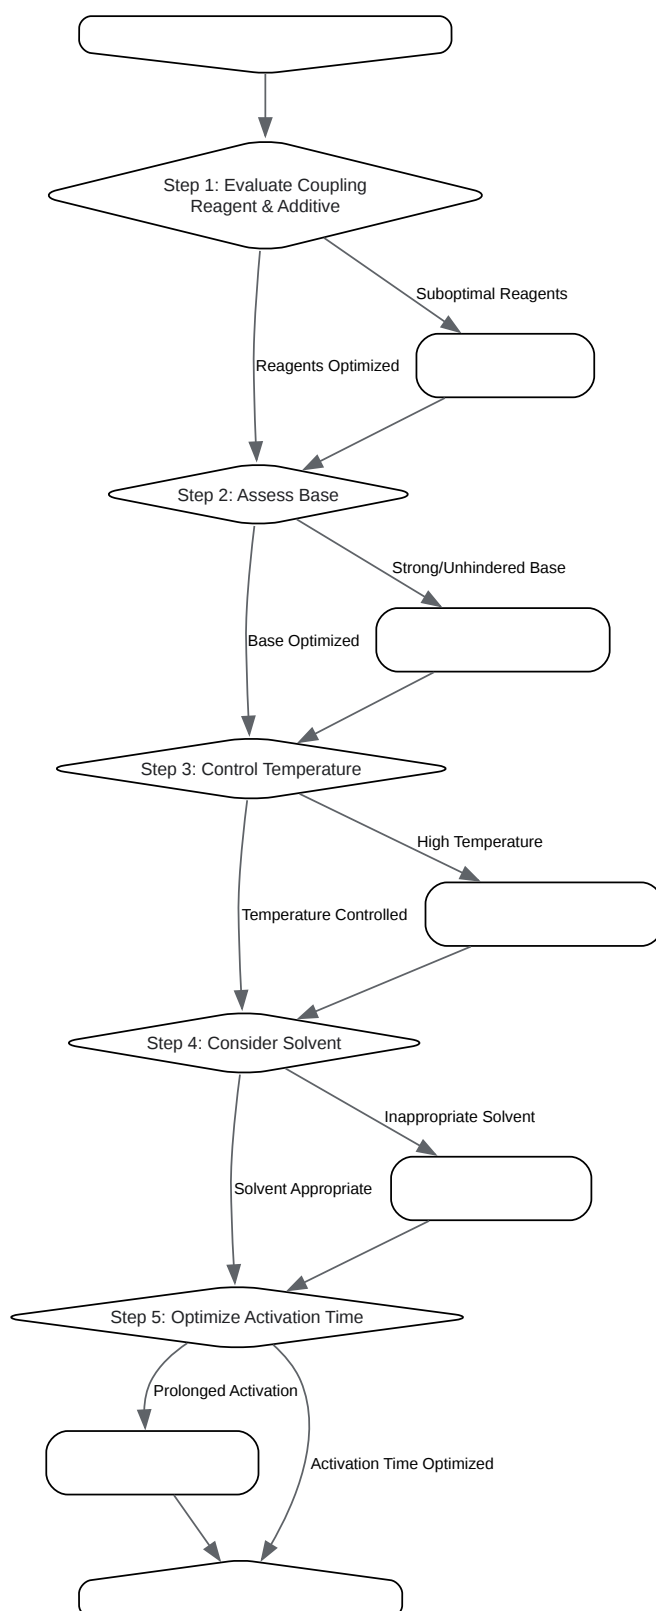 Step 1: Evaluate Coupling
Reagent & Additive
Suboptimal Reagents
Reagents Optimized
Step 2: Assess Base
Strong/Unhindered Base
Base Optimized
Step 3: Control Temperature
High Temperature
Temperature Controlled
Step 4: Consider Solvent
Inappropriate Solvent
Solvent Appropriate
Step 5: Optimize Activation Time
Prolonged Activation
Activation Time Optimized